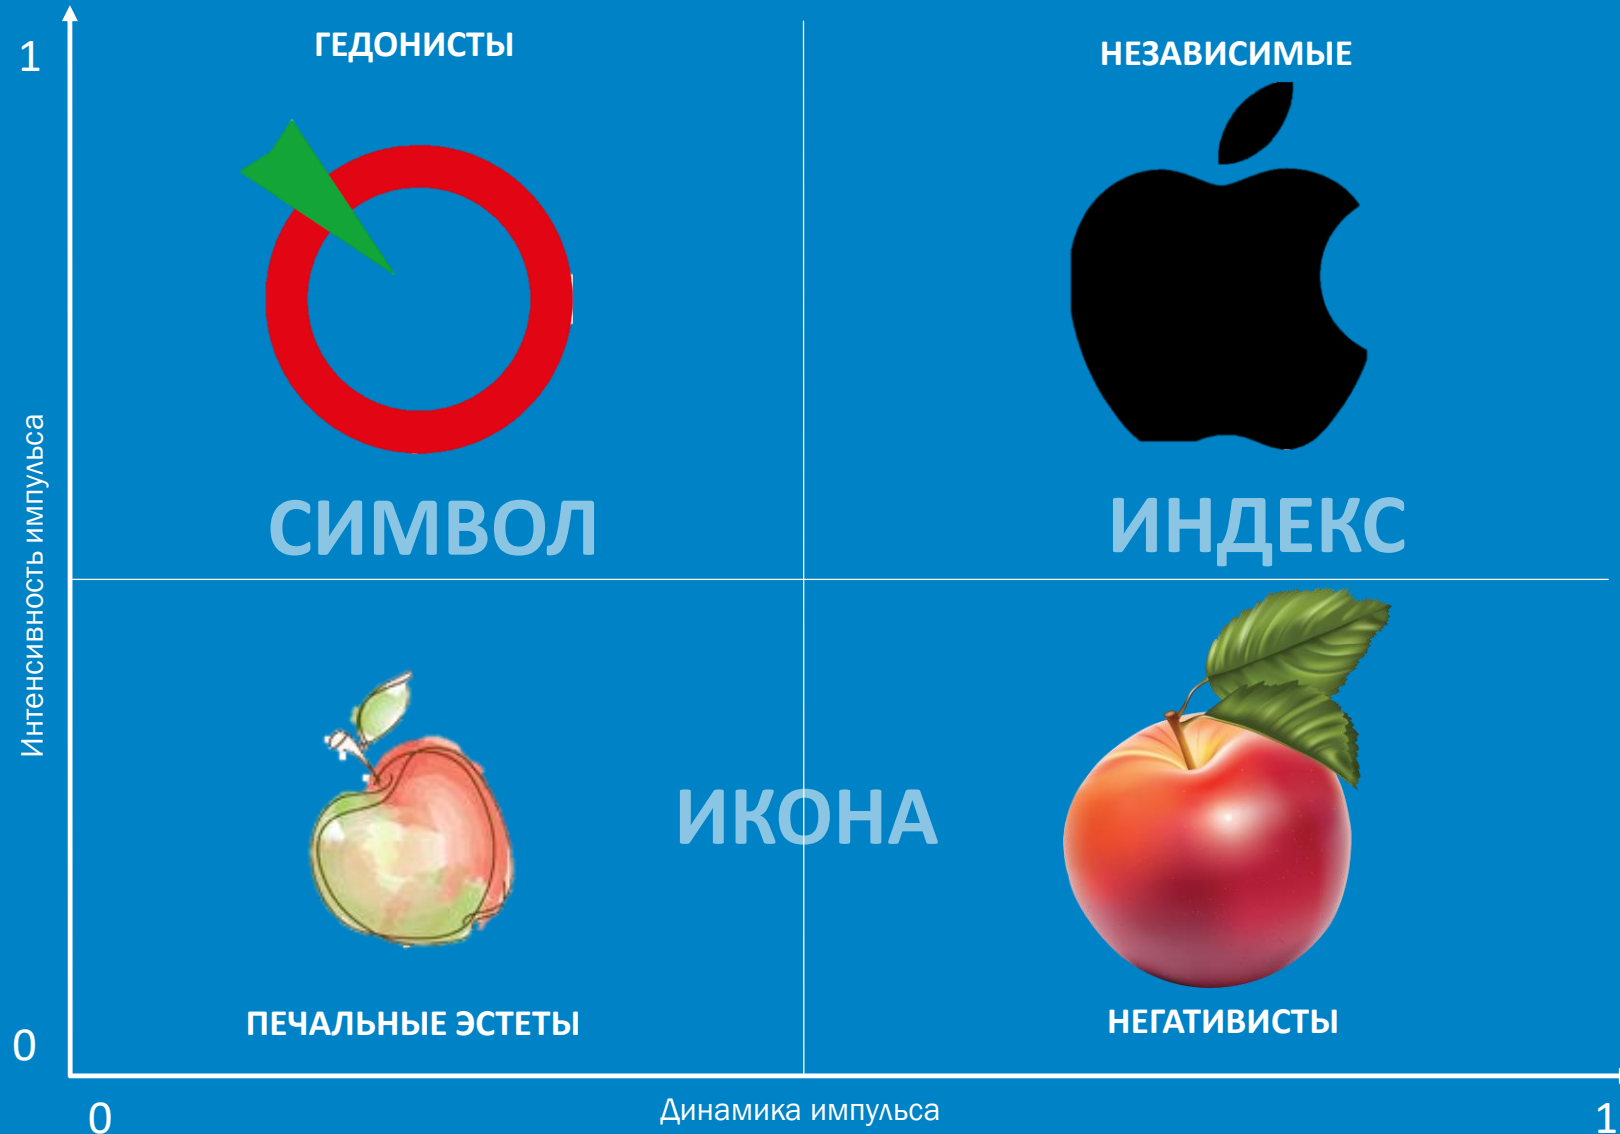 1
ГЕДОНИСТЫ
НЕЗАВИСИМЫЕ
СИМВОЛ
ИНДЕКС
Интенсивность импульса
ИКОНА
ПЕЧАЛЬНЫЕ ЭСТЕТЫ
НЕГАТИВИСТЫ
0
0
Динамика импульса
1